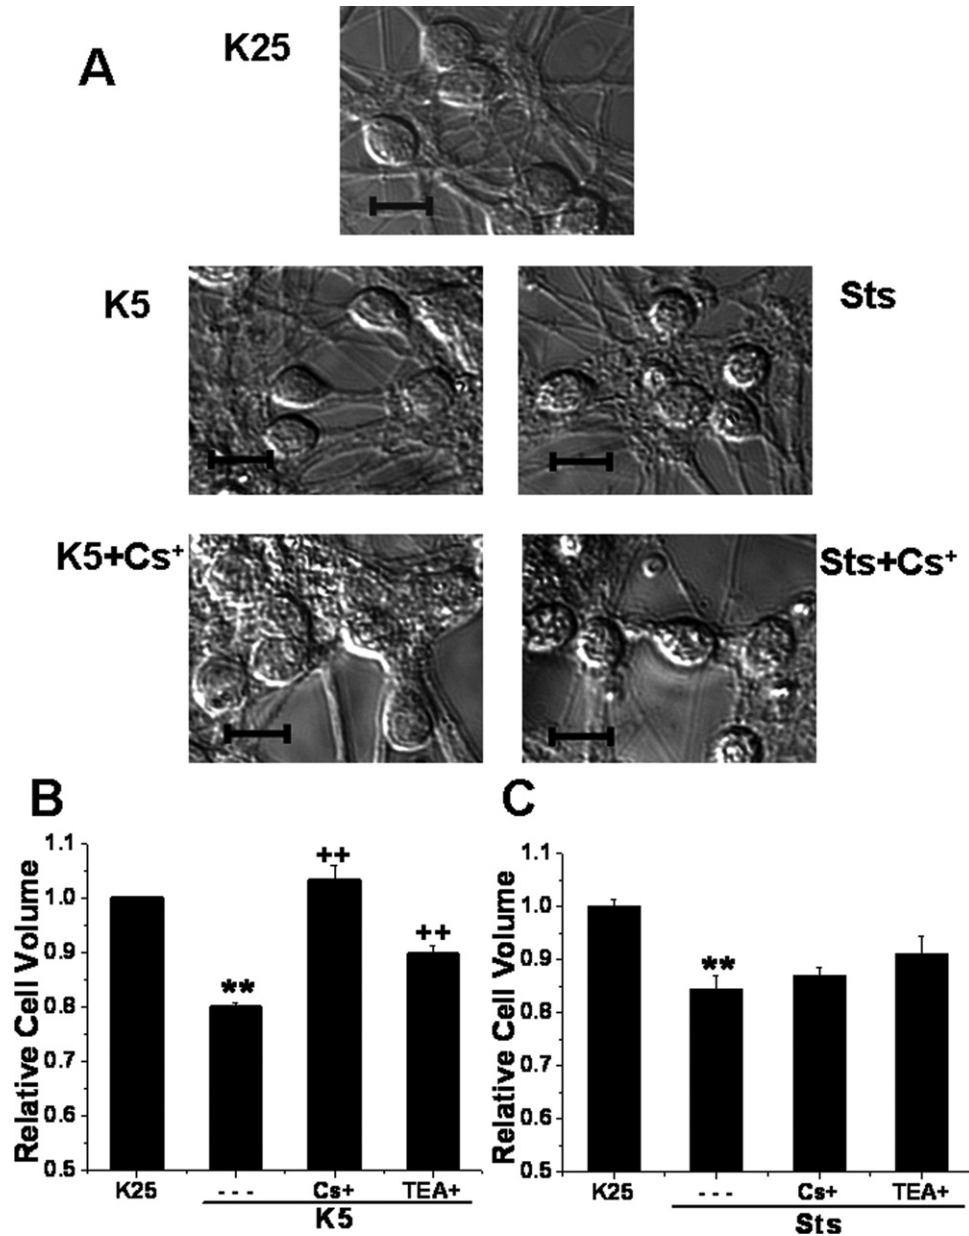 A
K25
K5
Sts
K5+Cs⁺
Sts+Cs⁺
B
C
Relative Cell Volume
1.1
1.0
0.9
0.8
0.7
0.6
0.5
**
++
++
K25
- - -
Cs+
TEA+
K5
Relative Cell Volume
1.1
1.0
0.9
0.8
0.7
0.6
0.5
**
K25
- - -
Cs+
TEA+
Sts